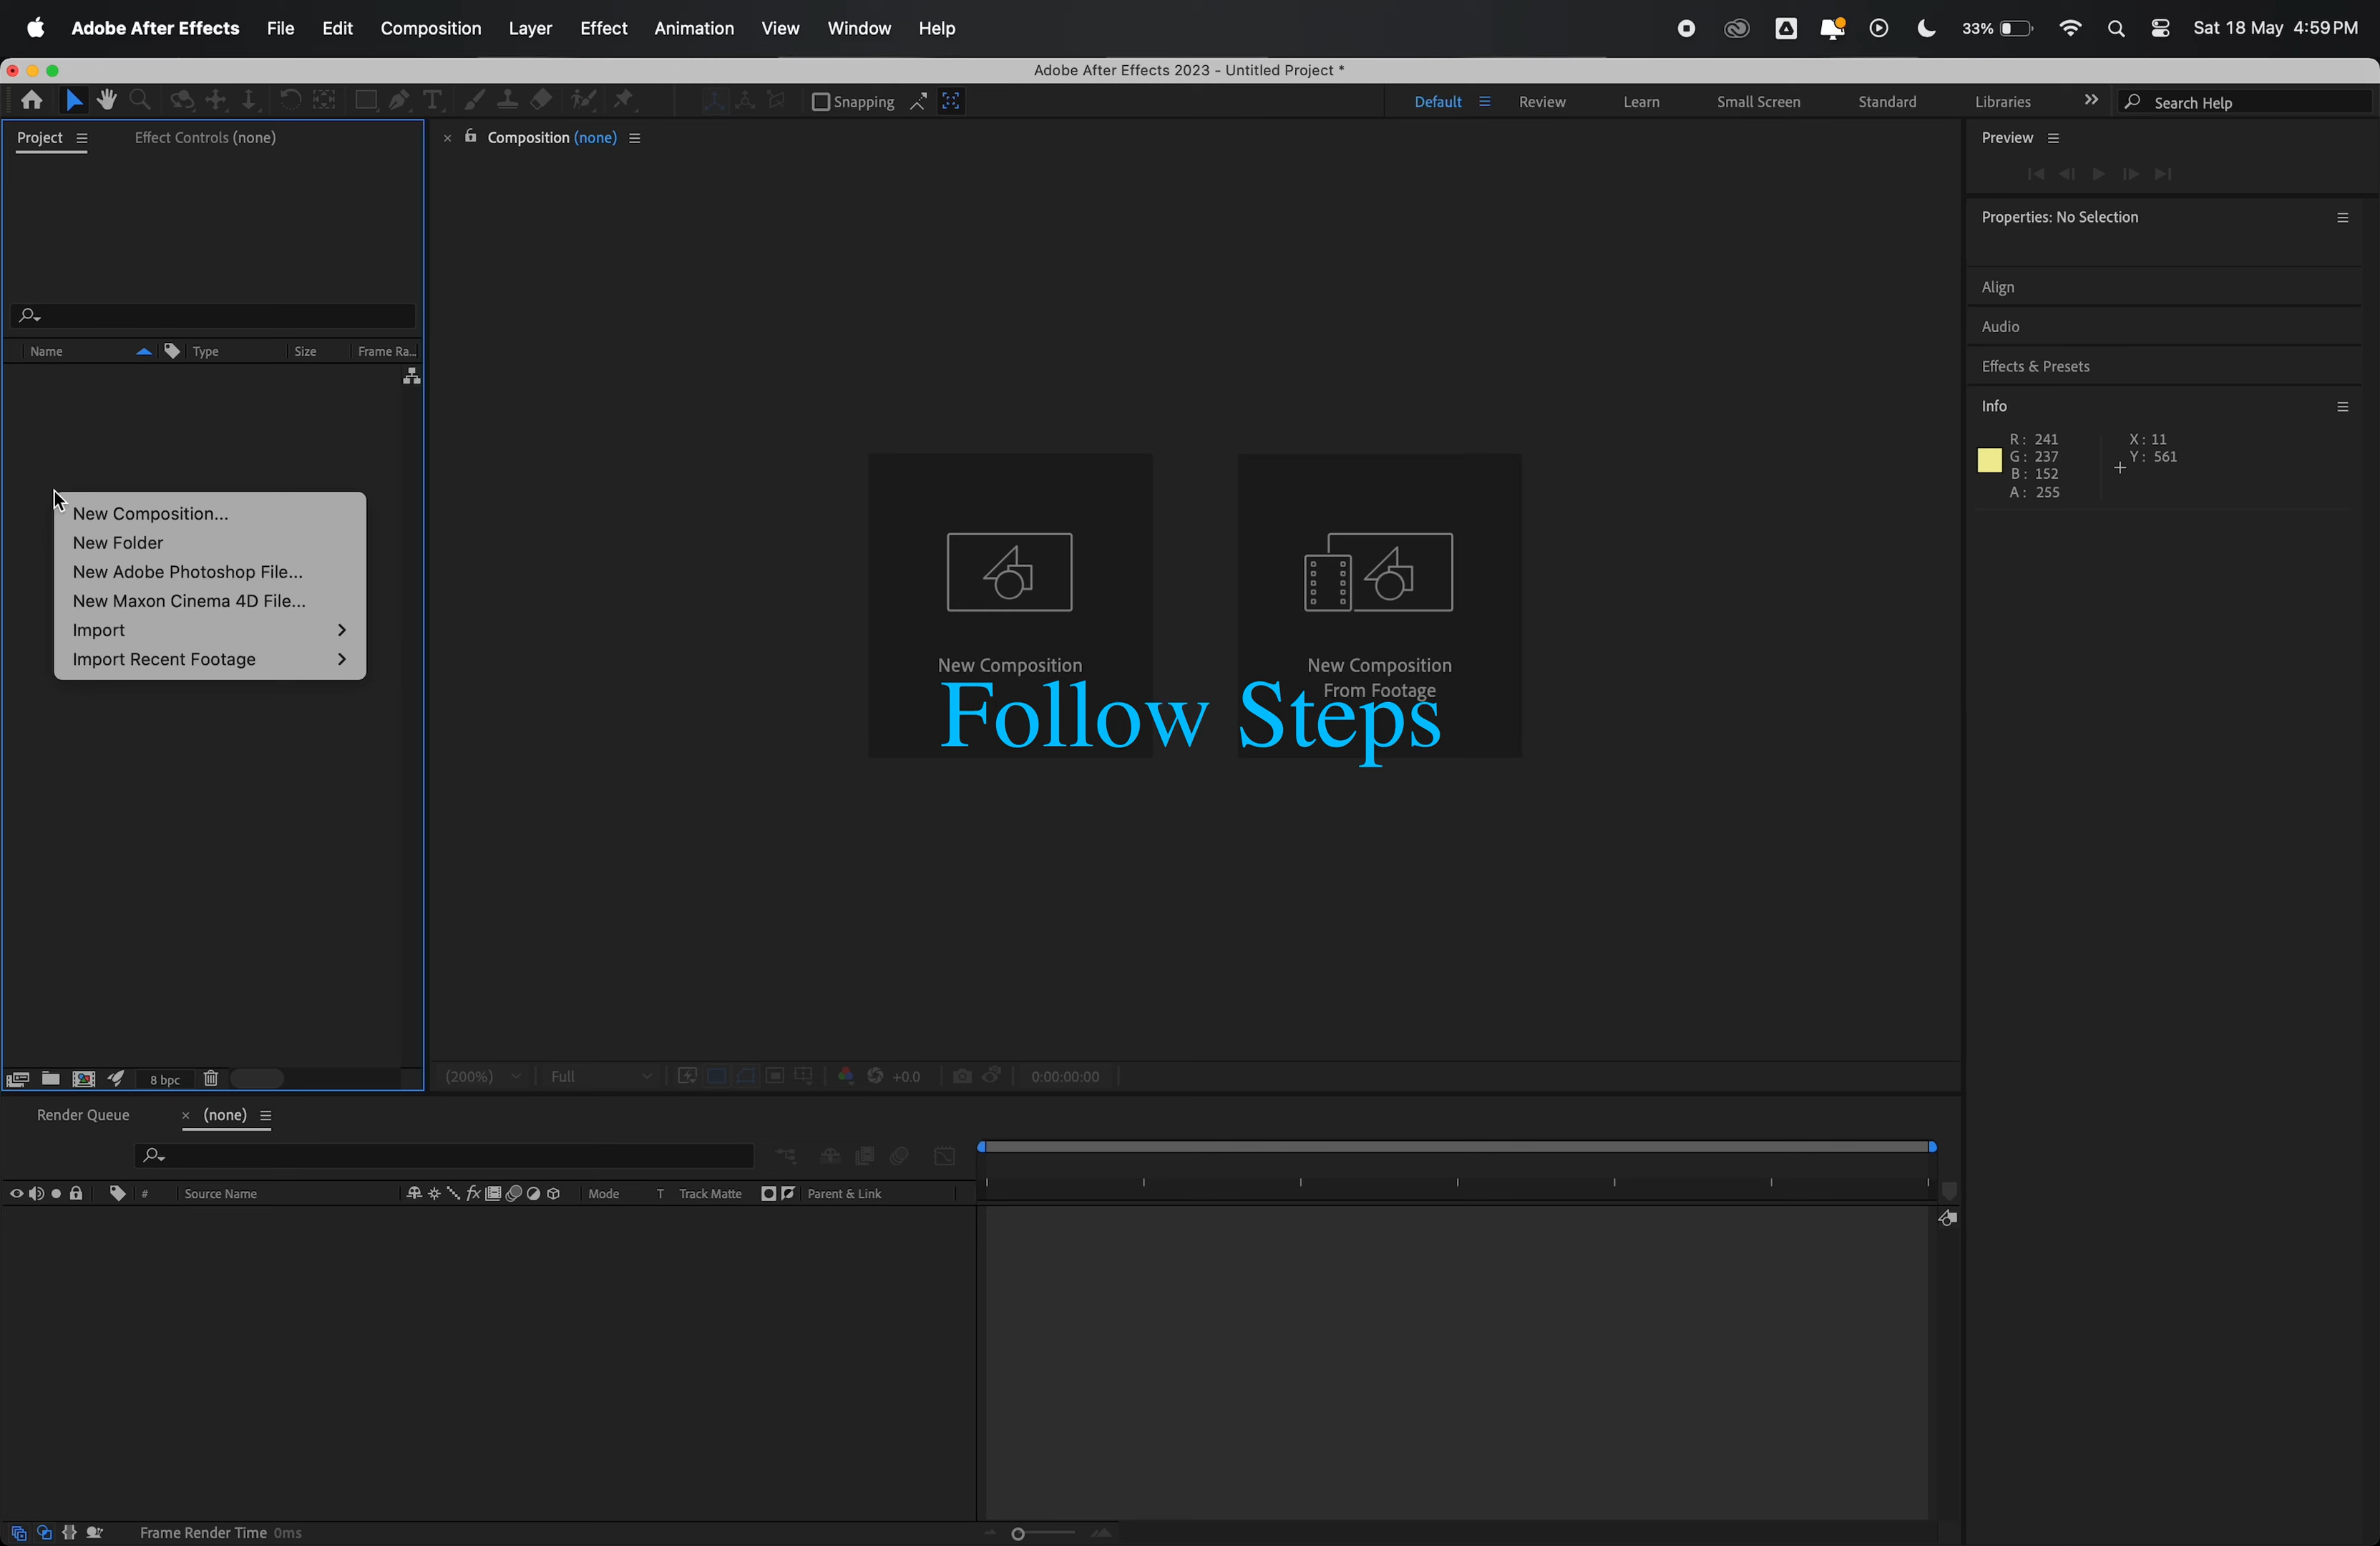 Adobe After Effects File Edit Composition Layer Effect Animation View Window Help 33% Sat 18 May 4:59 PM
Adobe After Effects 2023 - Untitled Project *
Snapping Default Review Learn Small Screen Standard Libraries Search Help
Project Effect Controls (none) Composition (none) Preview
Properties: No Selection
Align
Audio
Name Type Size Frame Ra...
Effects & Presets
Info
R: 241 X: 11
G: 237 Y: 561
B: 152
A: 255
New Composition...
New Folder
New Adobe Photoshop File...
New Maxon Cinema 4D File...
Import
Import Recent Footage
New Composition
New Composition
From Footage
Follow Steps
8 bpc (200%) Full +0.0 0:00:00:00
Render Queue (none)
# Source Name fx Mode T Track Matte Parent & Link
Frame Render Time 0ms